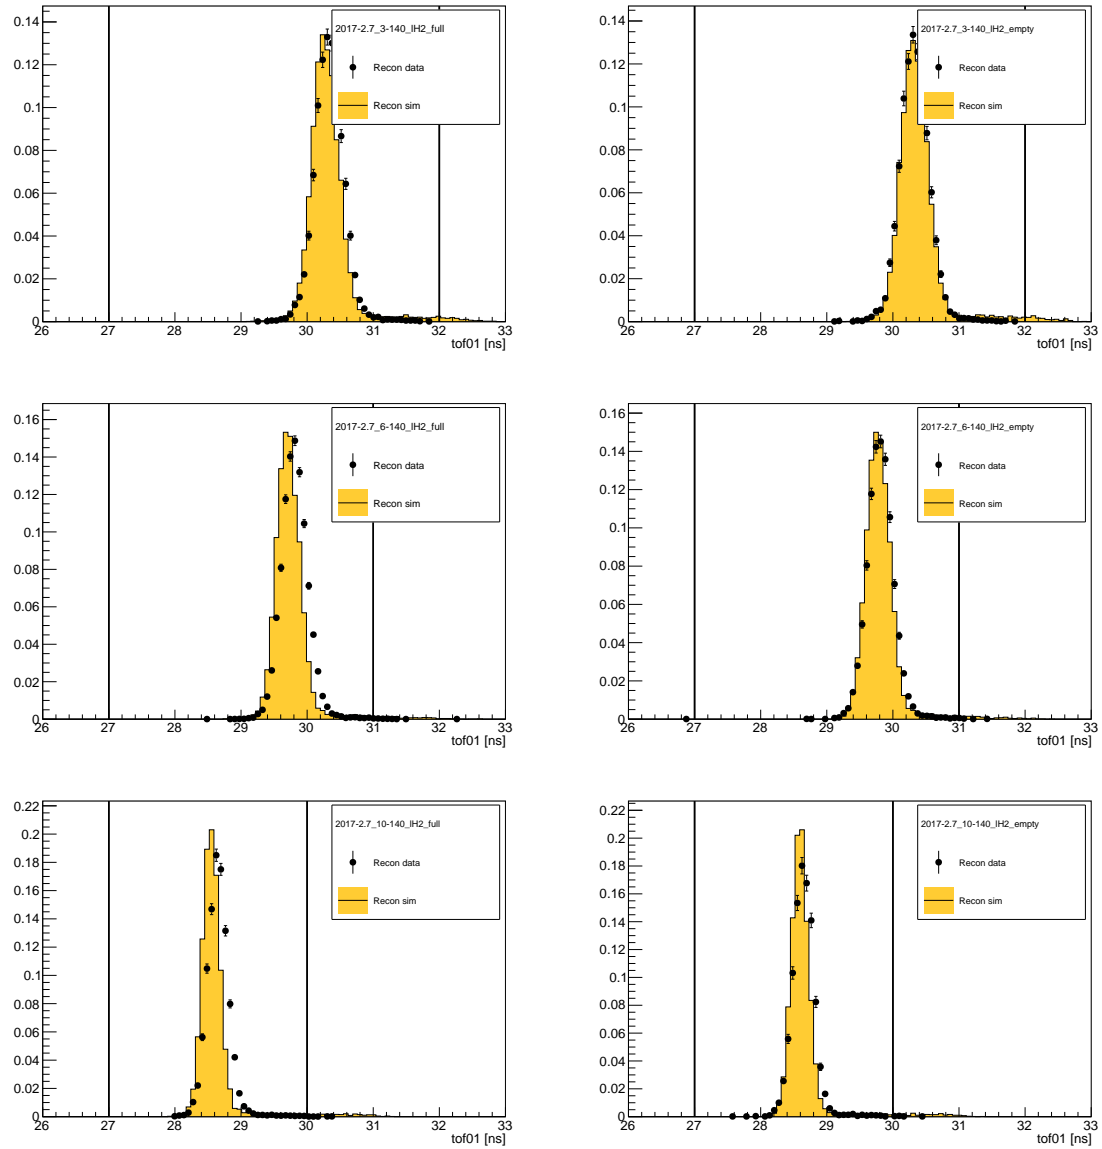 0.14
0.12
0.1
0.08
0.06
0.04
0.02
0
26 27 28 29 30 31 32 33
tof01 [ns]
2017-2.7_3-140_lH2_full
Recon data
Recon sim
0.14
0.12
0.1
0.08
0.06
0.04
0.02
0
26 27 28 29 30 31 32 33
tof01 [ns]
2017-2.7_3-140_lH2_empty
Recon data
Recon sim
0.16
0.14
0.12
0.1
0.08
0.06
0.04
0.02
0
26 27 28 29 30 31 32 33
tof01 [ns]
2017-2.7_6-140_lH2_full
Recon data
Recon sim
0.16
0.14
0.12
0.1
0.08
0.06
0.04
0.02
0
26 27 28 29 30 31 32 33
tof01 [ns]
2017-2.7_6-140_lH2_empty
Recon data
Recon sim
0.22
0.2
0.18
0.16
0.14
0.12
0.1
0.08
0.06
0.04
0.02
0
26 27 28 29 30 31 32 33
tof01 [ns]
2017-2.7_10-140_lH2_full
Recon data
Recon sim
0.22
0.2
0.18
0.16
0.14
0.12
0.1
0.08
0.06
0.04
0.02
0
26 27 28 29 30 31 32 33
tof01 [ns]
2017-2.7_10-140_lH2_empty
Recon data
Recon sim